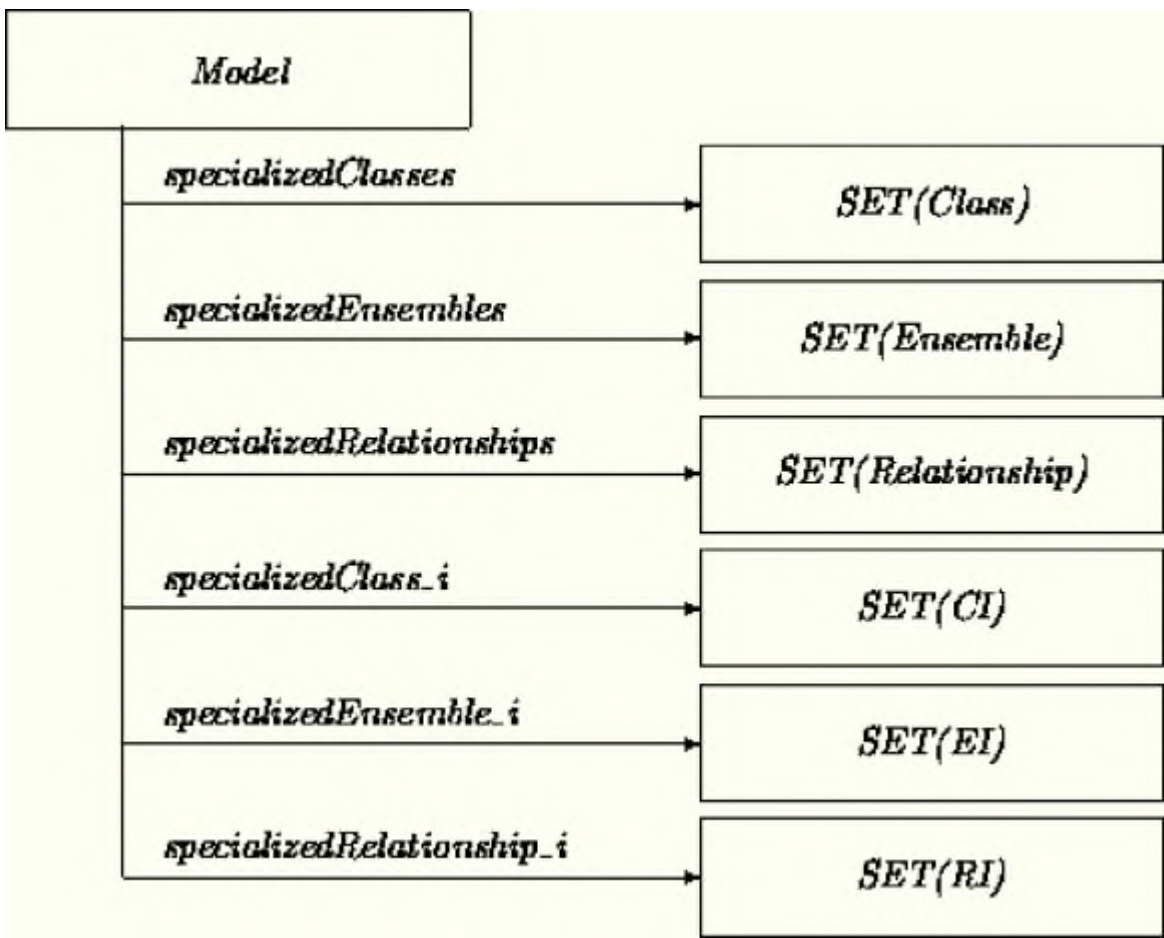 Model
specializedClasses
SET(Class)
specializedEnsembles
SET(Ensemble)
specializedRelationships
SET(Relationship)
specializedClass_i
SET(CI)
specializedEnsemble_i
SET(EI)
specializedRelationship_i
SET(RI)